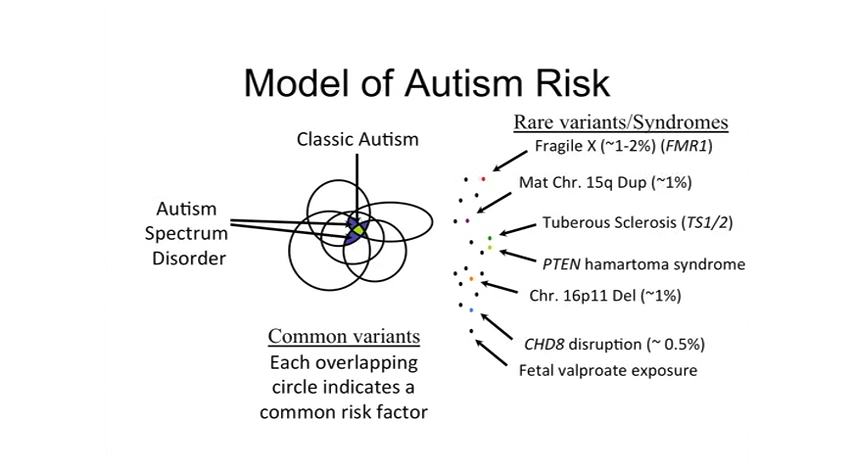 Model of Autism Risk
Rare variants/Syndromes
Classic Autism
Fragile X (~1-2%) (FMR1)
Mat Chr. 15q Dup (~1%)
Autism
Spectrum
Disorder
Tuberous Sclerosis (TS1/2)
PTEN hamartoma syndrome
Chr. 16p11 Del (~1%)
Common variants
Each overlapping
circle indicates a
common risk factor
CHD8 disruption (~ 0.5%)
Fetal valproate exposure